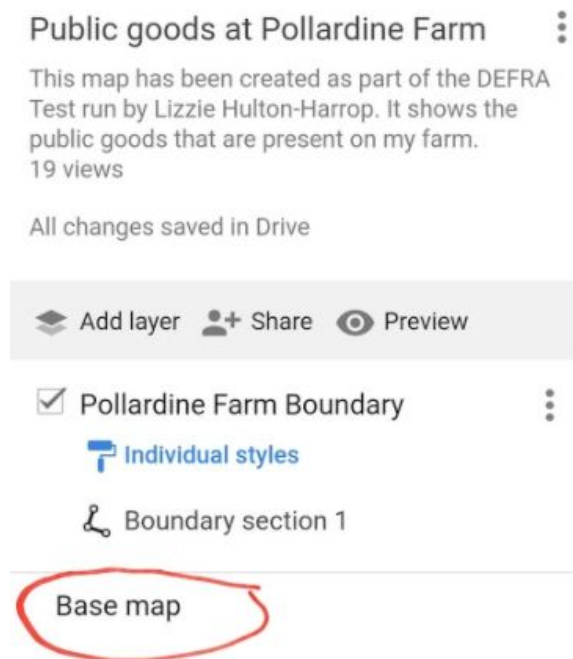 Public goods at Pollardine Farm
This map has been created as part of the DEFRA
Test run by Lizzie Hulton-Harrop. It shows the
public goods that are present on my farm.
19 views
All changes saved in Drive
Add layer Share Preview
Pollardine Farm Boundary
Individual styles
Boundary section 1
Base map